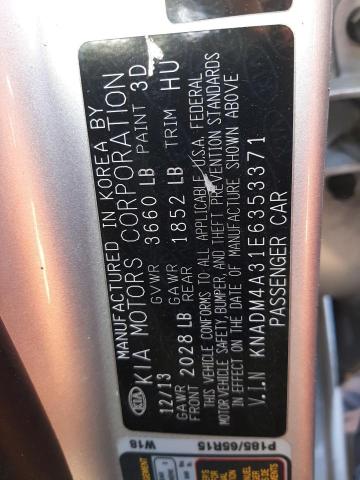 MANUFACTURED IN KOREA BY
KIA KIA MOTORS CORPORATION
12/13 GVWR 3660 LB PAINT 3D
GAWR FRONT 2028 LB GAWR REAR 1852 LB TRIM HU
THIS VEHICLE CONFORMS TO ALL APPLICABLE U.S.A. FEDERAL
MOTOR VEHICLE SAFETY, BUMPER, AND THEFT PREVENTION STANDARDS
IN EFFECT ON THE DATE OF MANUFACTURE SHOWN ABOVE
V.I.N KNADM4A31E6353371
PASSENGER CAR
W18 P185/65R15